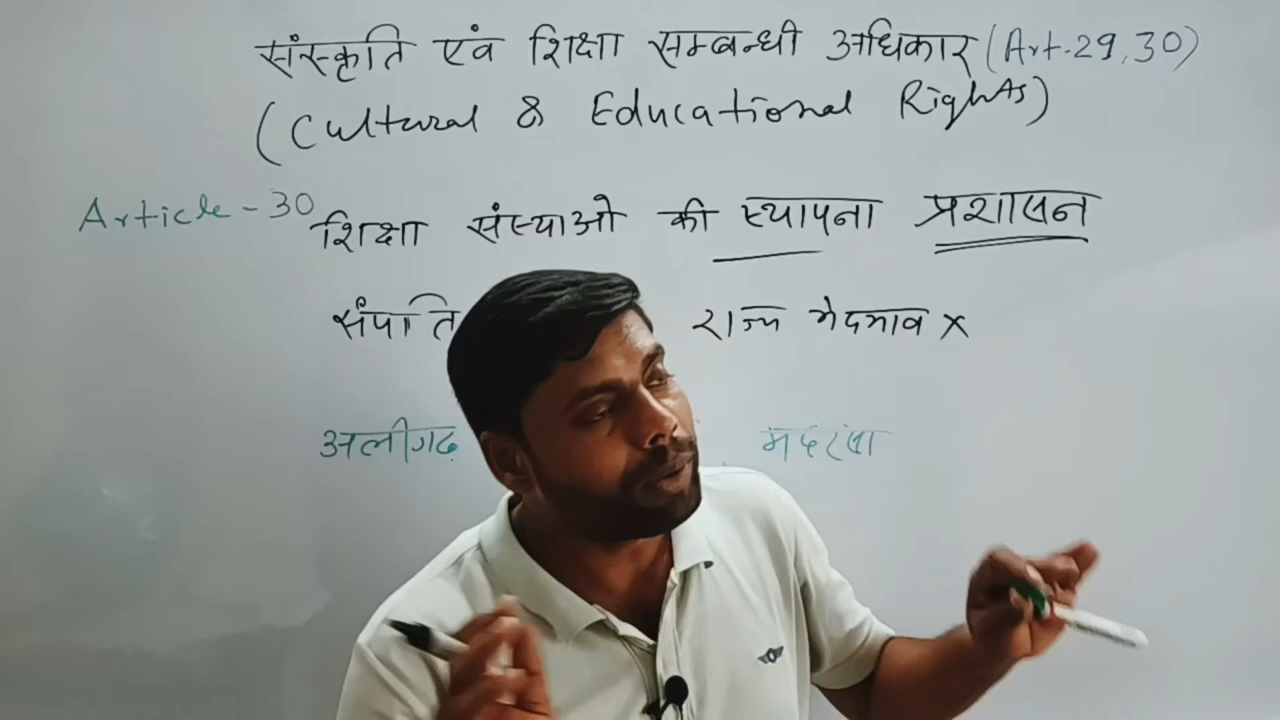 संस्कृति एवं शिक्षा सम्बन्धी अधिकार (Art.29,30)
(Cultural & Educational Rights)
Article-30
शिक्षा संस्थाओ की स्थापना प्रशासन
संपाति राज्य भेदभाव x
अलीगढ मदरसा